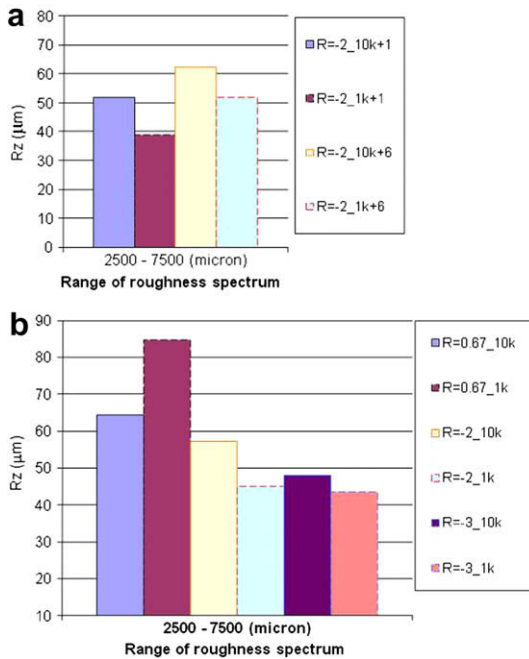 a
80
70
60
50
40
30
20
10
0
Rz (µm)
2500 - 7500 (micron)
Range of roughness spectrum
R=-2_10k+1
R=-2_1k+1
R=-2_10k+6
R=-2_1k+6
b
90
80
70
60
50
40
30
20
10
Rz (µm)
2500 - 7500 (micron)
Range of roughness spectrum
R=0.67_10k
R=0.67_1k
R=-2_10k
R=-2_1k
R=-3_10k
R=-3_1k